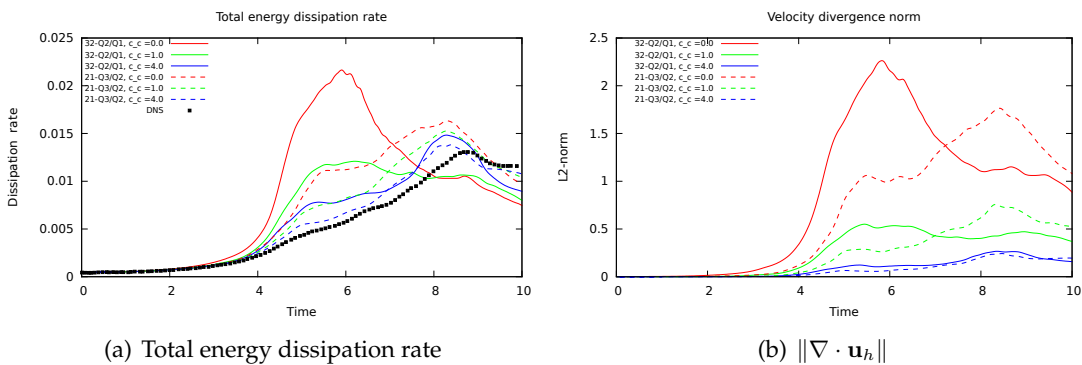 Total energy dissipation rate
0.025
0.02
0.015
0.01
0.005
0
Dissipation rate
32-Q2/Q1, c_c =0.0
32-Q2/Q1, c_c =1.0
32-Q2/Q1, c_c =4.0
21-Q3/Q2, c_c =0.0
21-Q3/Q2, c_c =1.0
21-Q3/Q2, c_c =4.0
DNS
0 2 4 6 8 10
Time
(a) Total energy dissipation rate
Velocity divergence norm
2.5
2
1.5
1
0.5
0
L2-norm
32-Q2/Q1, c_c =0.0
32-Q2/Q1, c_c =1.0
32-Q2/Q1, c_c =4.0
21-Q3/Q2, c_c =0.0
21-Q3/Q2, c_c =1.0
21-Q3/Q2, c_c =4.0
0 2 4 6 8 10
Time
(b) ‖∇ · u_h‖